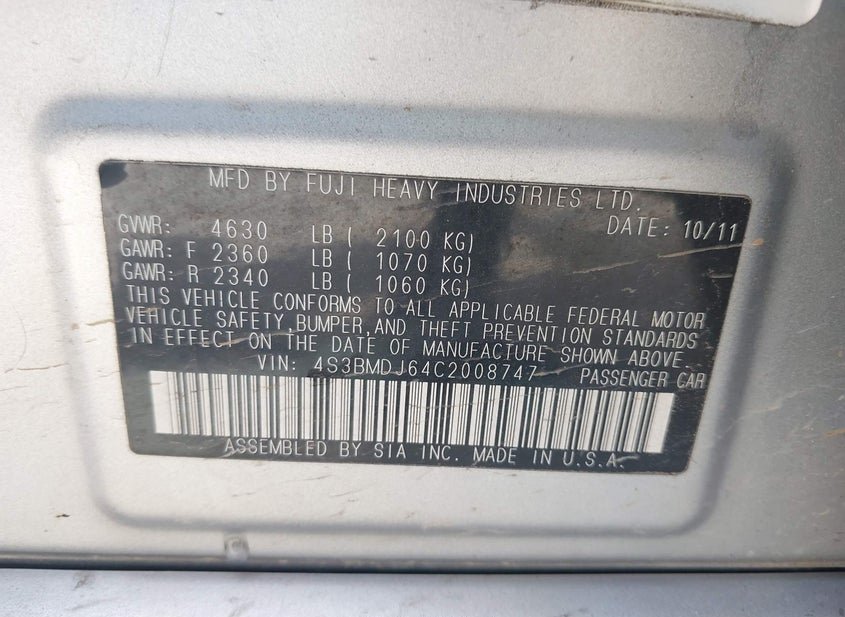 MFD BY FUJI HEAVY INDUSTRIES LTD.
DATE: 10/11
GVWR: 4630 LB ( 2100 KG)
GAWR: F 2360 LB ( 1070 KG)
GAWR: R 2340 LB ( 1060 KG)
THIS VEHICLE CONFORMS TO ALL APPLICABLE FEDERAL MOTOR
VEHICLE SAFETY,BUMPER,AND THEFT PREVENTION STANDARDS
IN EFFECT ON THE DATE OF MANUFACTURE SHOWN ABOVE.
VIN: 4S3BMDJ64C2008747 PASSENGER CAR
ASSEMBLED BY SIA INC. MADE IN U.S.A.